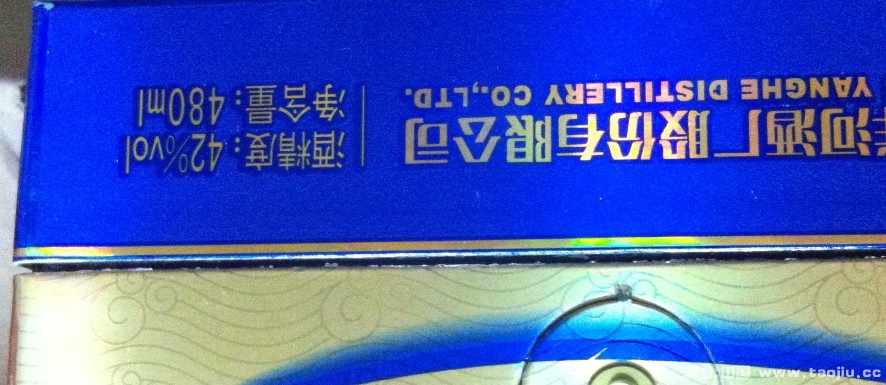 洋河酒厂股份有限公司
YANGHE DISTILLERY CO.,LTD.
酒精度:42%vol
净含量:480ml
www.taojiu.cc